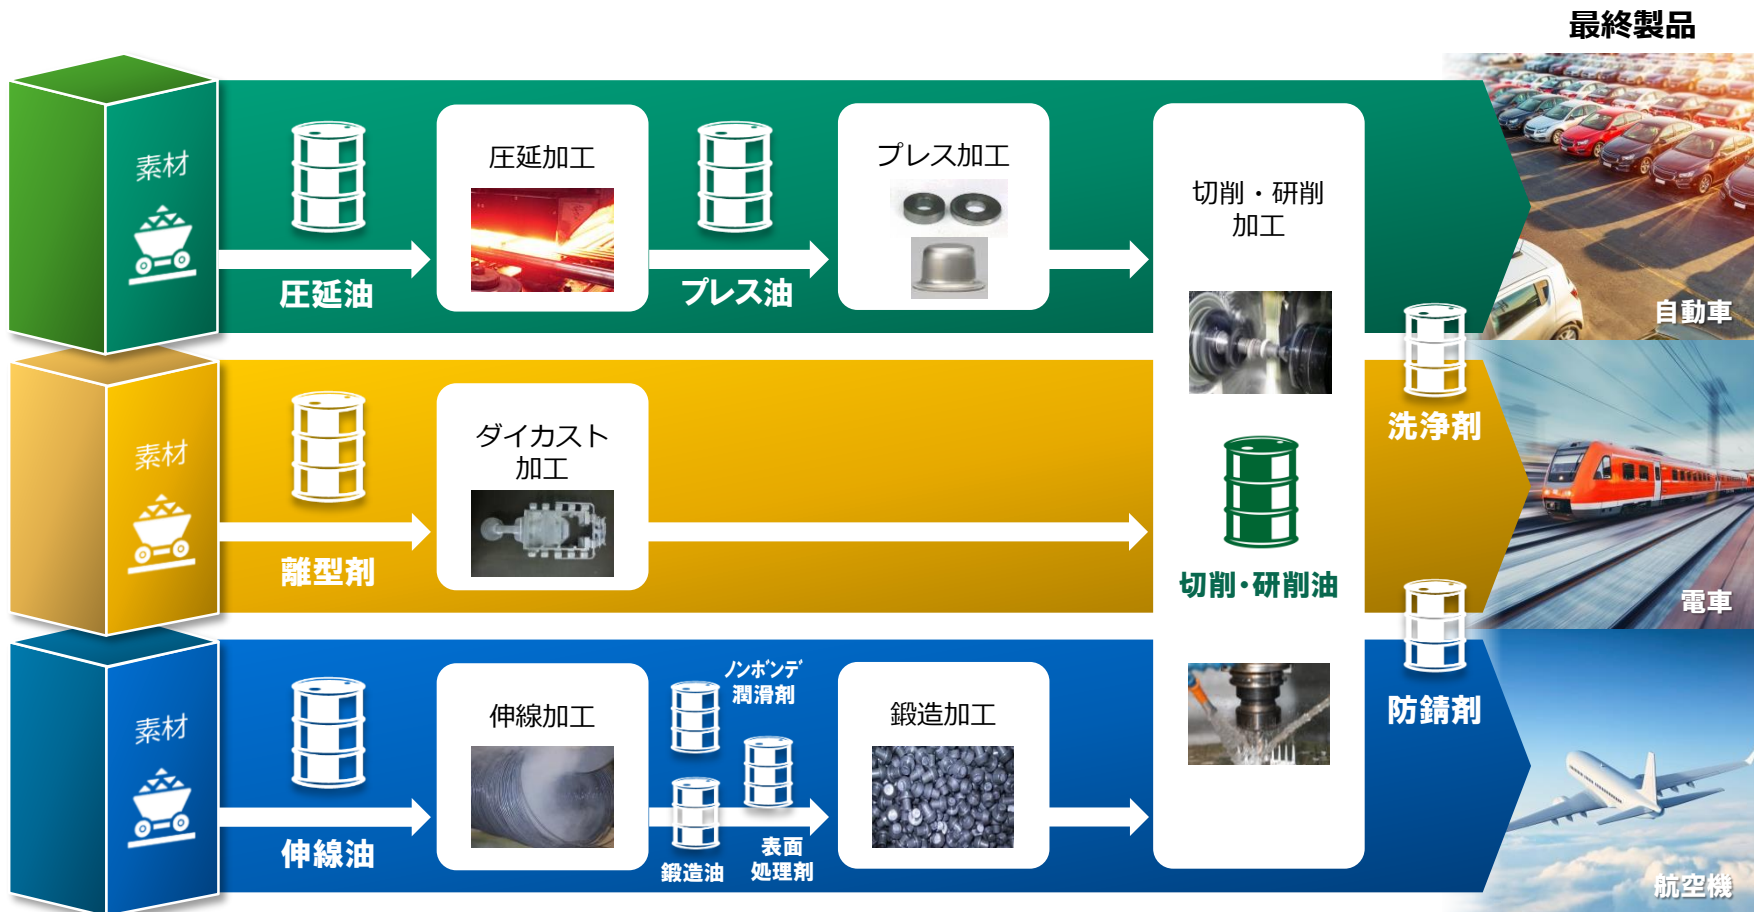 最終製品
素材
圧延油
圧延加工
プレス油
プレス加工
切削・研削
加工
自動車
素材
離型剤
ダイカスト
加工
切削・研削油
洗浄剤
電車
素材
伸線油
伸線加工
ノンボンデ
潤滑剤
鍛造油
表面
処理剤
鍛造加工
防錆剤
航空機